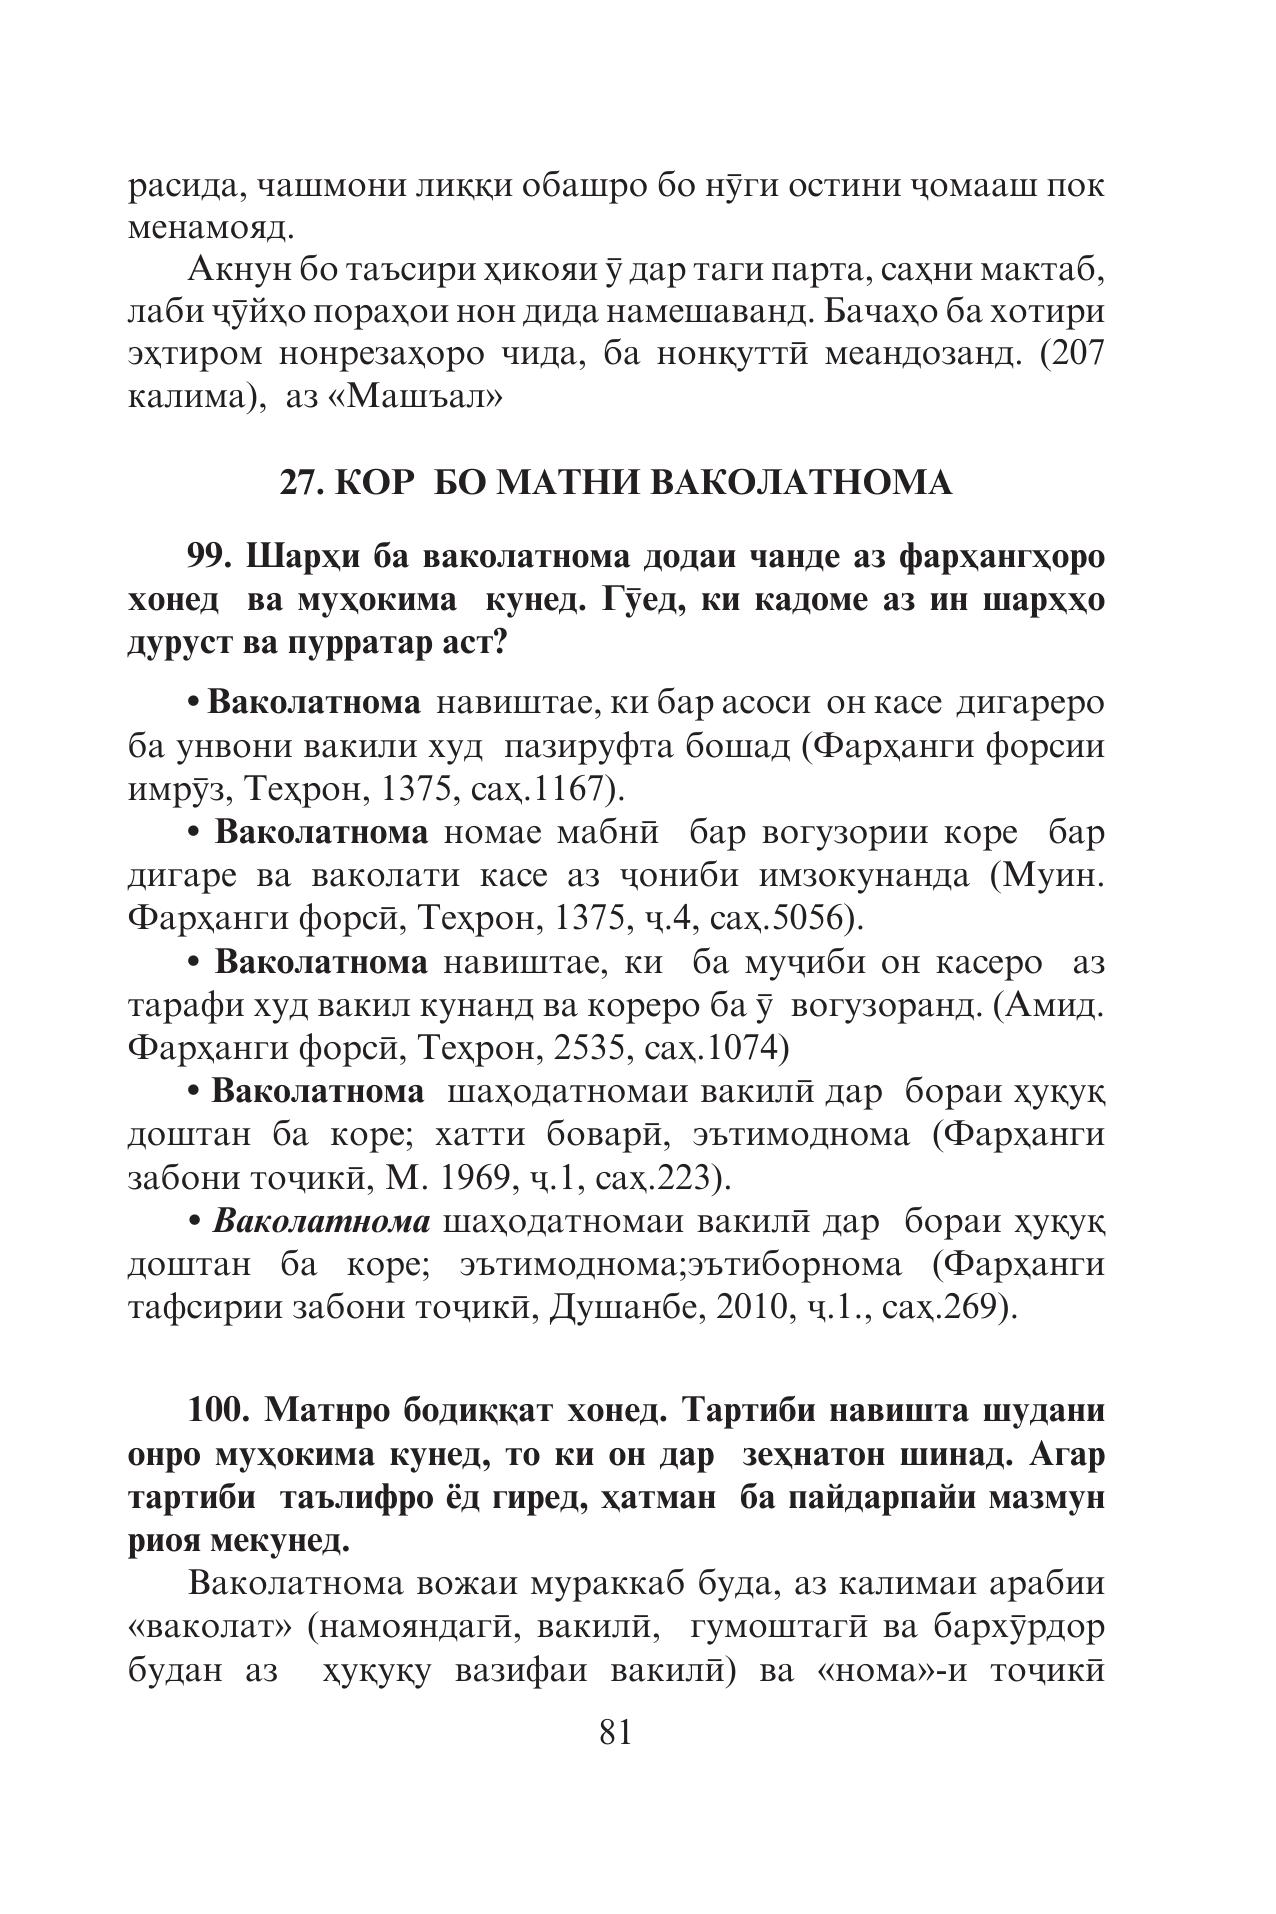 расида, чашмони лиққи обашро бо нӯги остини ҷомааш пок
менамояд.
Акнун бо таъсири ҳикояи ӯ дар таги парта, саҳни мактаб,
лаби ҷӯйҳо пораҳои нон дида намешаванд. Бачаҳо ба хотири
эҳтиром нонрезаҳоро чида, ба нонқуттӣ меандозанд. (207
калима), аз «Машъал»
27. КОР БО МАТНИ ВАКОЛАТНОМА
99. Шарҳи ба ваколатнома додаи чанде аз фарҳангҳоро
хонед ва муҳокима кунед. Гӯед, ки кадоме аз ин шарҳҳо
дуруст ва пурратар аст?
• Ваколатнома навиштае, ки бар асоси он касе дигареро
ба унвони вакили худ пазируфта бошад (Фарҳанги форсии
имрӯз, Теҳрон, 1375, саҳ.1167).
• Ваколатнома номае мабнӣ бар вогузории коре бар
дигаре ва ваколати касе аз ҷониби имзокунанда (Муин.
Фарҳанги форсӣ, Теҳрон, 1375, ҷ.4, саҳ.5056).
• Ваколатнома навиштае, ки ба муҷиби он касеро аз
тарафи худ вакил кунанд ва кореро ба ӯ вогузоранд. (Амид.
Фарҳанги форсӣ, Теҳрон, 2535, саҳ.1074)
• Ваколатнома шаҳодатномаи вакилӣ дар бораи ҳуқуқ
доштан ба коре; хатти боварӣ, эътимоднома (Фарҳанги
забони тоҷикӣ, М. 1969, ҷ.1, саҳ.223).
• Ваколатнома шаҳодатномаи вакилӣ дар бораи ҳуқуқ
доштан ба коре; эътимоднома;эътиборнома (Фарҳанги
тафсирии забони тоҷикӣ, Душанбе, 2010, ҷ.1., саҳ.269).
100. Матнро бодиққат хонед. Тартиби навишта шудани
онро муҳокима кунед, то ки он дар зеҳнатон шинад. Агар
тартиби таълифро ёд гиред, ҳатман ба пайдарпайи мазмун
риоя мекунед.
Ваколатнома вожаи мураккаб буда, аз калимаи арабии
«ваколат» (намояндагӣ, вакилӣ, гумоштагӣ ва бархӯрдор
будан аз ҳуқуқу вазифаи вакилӣ) ва «нома»-и тоҷикӣ
81